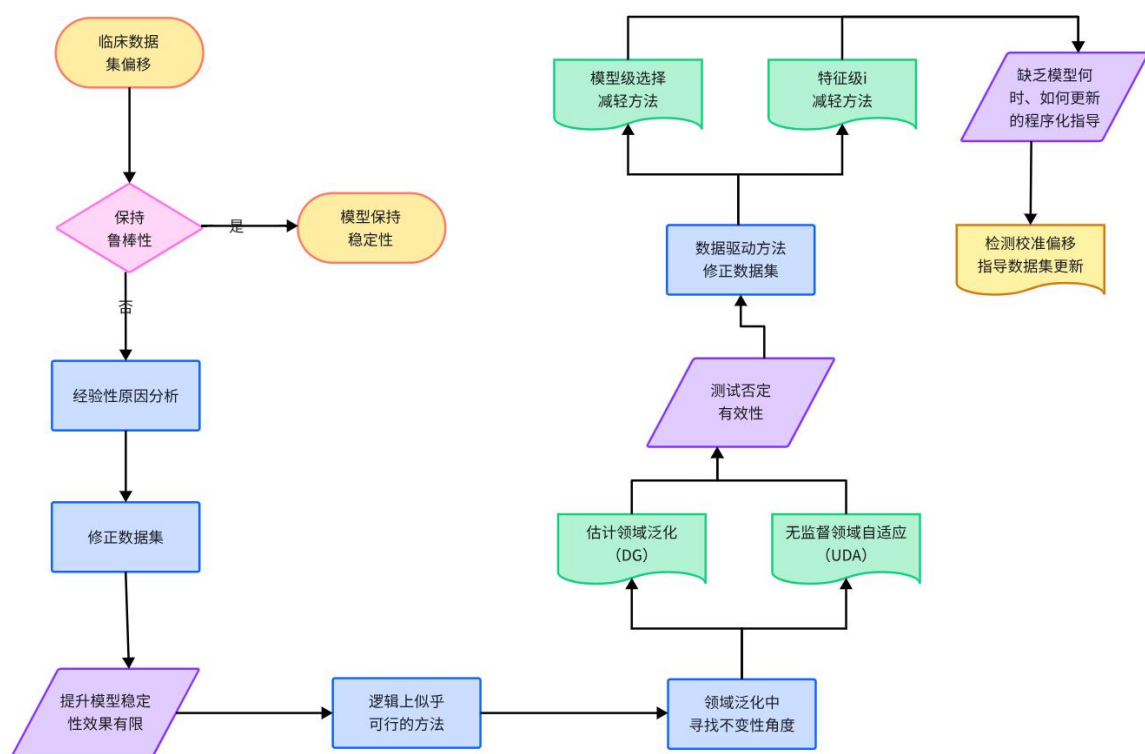 临床数据
集偏移
保持
鲁棒性
是
模型保持
稳定性
否
经验性原因分析
修正数据集
提升模型稳定
性效果有限
逻辑上似乎
可行的方法
领域泛化中
寻找不变性角度
估计领域泛化
（DG）
无监督领域自适应
（UDA）
测试否定
有效性
数据驱动方法
修正数据集
模型级选择
减轻方法
特征级i
减轻方法
缺乏模型何
时、如何更新
的程序化指导
检测校准偏移
指导数据集更新